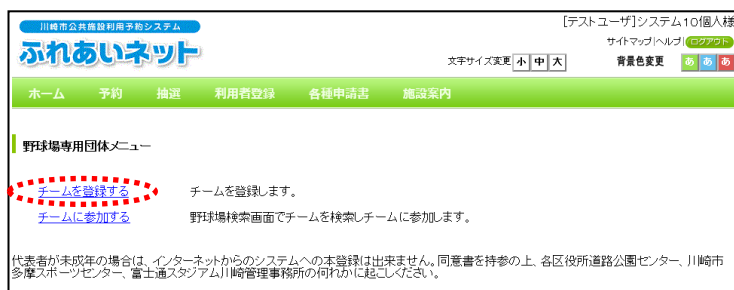 川崎市公共施設利用予約システム
ふれあいネット
[テストユーザ]システム10個人様
サイトマップ|ヘルプ|ログアウト
文字サイズ変更 小 中 大 背景色変更 あ あ あ
ホーム 予約 抽選 利用者登録 各種申請書 施設案内
野球場専用団体メニュー
チームを登録する チームを登録します。
チームに参加する 野球場検索画面でチームを検索しチームに参加します。
代表者が未成年の場合は、インターネットからのシステムへの本登録は出来ません。同意書を持参の上、各区役所道路公園センター、川崎市
多摩スポーツセンター、富士通スタジアム川崎管理事務所の何れかに起こしください。